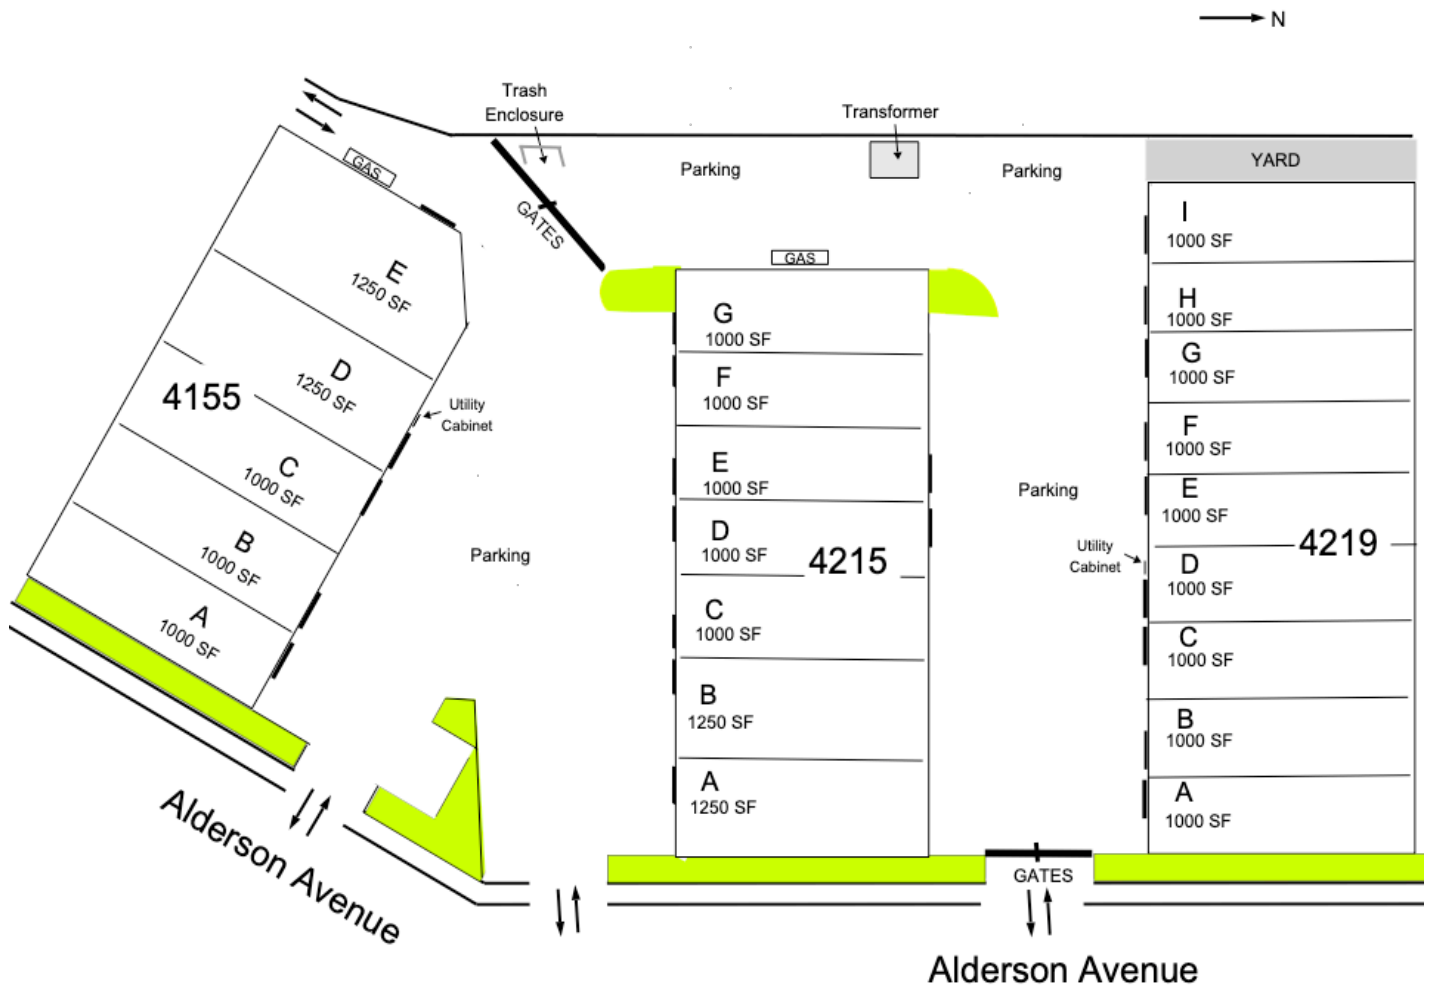 N
Trash
Enclosure
Transformer
Parking
Parking
YARD
GAS
GATES
GAS
E
1250 SF
D
1250 SF
4155
Utility
Cabinet
C
1000 SF
B
1000 SF
A
1000 SF
Parking
G
1000 SF
F
1000 SF
E
1000 SF
D
1000 SF
4215
C
1000 SF
B
1250 SF
A
1250 SF
Parking
I
1000 SF
H
1000 SF
G
1000 SF
F
1000 SF
E
1000 SF
4219
Utility
Cabinet
D
1000 SF
C
1000 SF
B
1000 SF
A
1000 SF
GATES
Alderson Avenue
Alderson Avenue